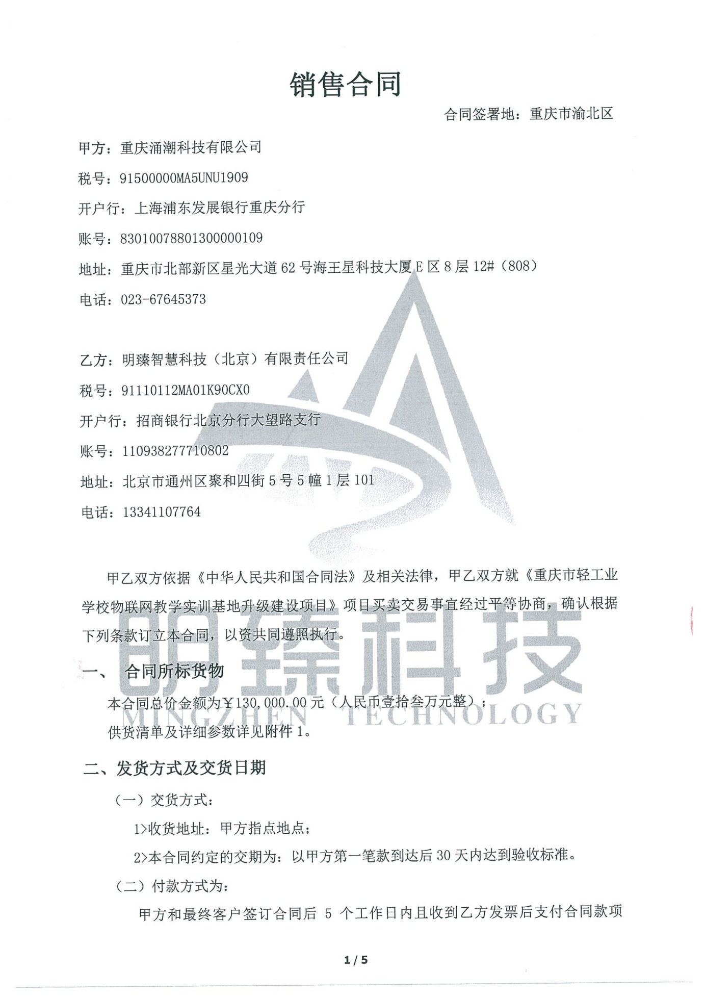 销售合同
合同签署地：重庆市渝北区
甲方：重庆涌潮科技有限公司
税号：91500000MA5UNU1909
开户行：上海浦东发展银行重庆分行
账号：83010078801300000109
地址：重庆市北部新区星光大道 62 号海王星科技大厦 E 区 8 层 12#（808）
电话：023-67645373
乙方：明臻智慧科技（北京）有限责任公司
税号：91110112MA01K90CX0
开户行：招商银行北京分行大望路支行
账号：110938277710802
地址：北京市通州区聚和四街 5 号 5 幢 1 层 101
电话：13341107764
甲乙双方依据《中华人民共和国合同法》及相关法律，甲乙双方就《重庆市轻工业
学校物联网教学实训基地升级建设项目》项目买卖交易事宜经过平等协商，确认根据
下列条款订立本合同，以资共同遵照执行。
明臻科技
一、 合同所标货物
本合同总价金额为￥130,000.00 元（人民币壹拾叁万元整）；
MINGZHEN TECHNOLOGY
供货清单及详细参数详见附件 1。
二、发货方式及交货日期
（一）交货方式：
1>收货地址：甲方指点地点；
2>本合同约定的交期为：以甲方第一笔款到达后 30 天内达到验收标准。
（二）付款方式为：
甲方和最终客户签订合同后 5 个工作日内且收到乙方发票后支付合同款项
1 / 5